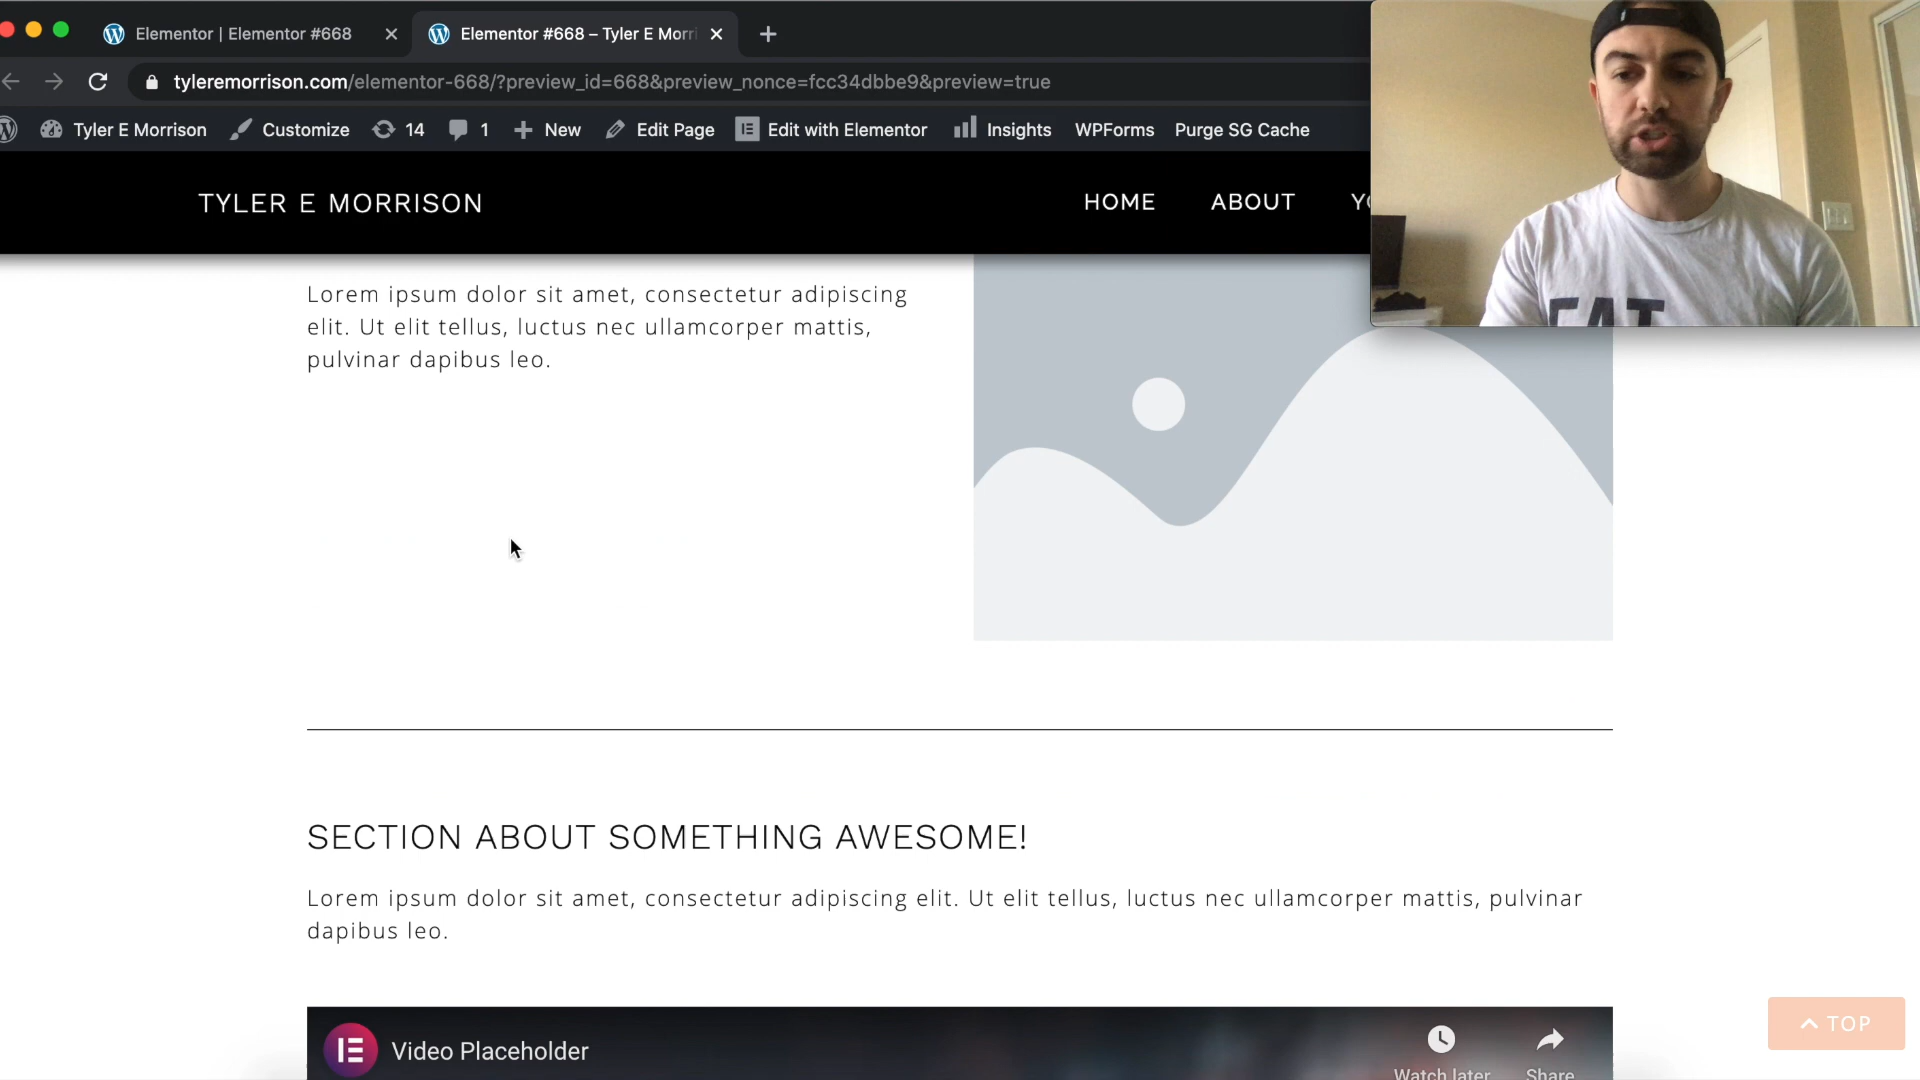 Elementor | Elementor #668
Elementor #668 – Tyler E Morri
tyleremorrison.com/elementor-668/?preview_id=668&preview_nonce=fcc34dbbe9&preview=true
Tyler E Morrison Customize 14 1 New Edit Page Edit with Elementor Insights WPForms Purge SG Cache
TYLER E MORRISON HOME ABOUT
EAT
Lorem ipsum dolor sit amet, consectetur adipiscing
elit. Ut elit tellus, luctus nec ullamcorper mattis,
pulvinar dapibus leo.
SECTION ABOUT SOMETHING AWESOME!
Lorem ipsum dolor sit amet, consectetur adipiscing elit. Ut elit tellus, luctus nec ullamcorper mattis, pulvinar
dapibus leo.
TOP
Video Placeholder
Watch later Share